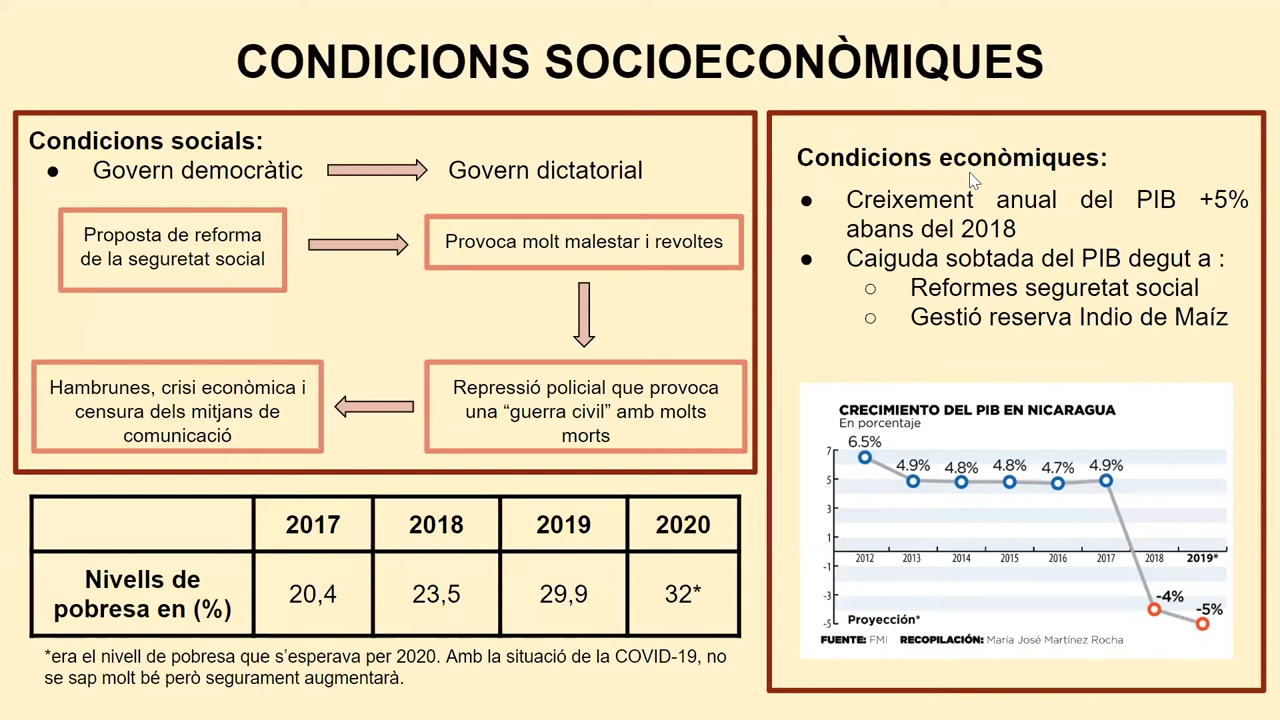 CONDICIONS SOCIOECONÒMIQUES
Condicions socials:
● Govern democràtic
Govern dictatorial
Proposta de reforma
de la seguretat social
Provoca molt malestar i revoltes
Repressió policial que provoca
una “guerra civil” amb molts
morts
Hambrunes, crisi econòmica i
censura dels mitjans de
comunicació
2017 2018 2019 2020
Nivells de
pobresa en (%)
20,4 23,5 29,9 32*
*era el nivell de pobresa que s’esperava per 2020. Amb la situació de la COVID-19, no
se sap molt bé però segurament augmentarà.
Condicions econòmiques:
● Creixement anual del PIB +5%
abans del 2018
● Caiguda sobtada del PIB degut a :
○ Reformes seguretat social
○ Gestió reserva Indio de Maíz
CRECIMIENTO DEL PIB EN NICARAGUA
En porcentaje
6.5% 4.9% 4.8% 4.8% 4.7% 4.9%
7
5
3
1
-1
-3
-5
2012 2013 2014 2015 2016 2017 2018 2019*
-4%
-5%
Proyección*
FUENTE: FMI RECOPILACIÓN: María José Martínez Rocha